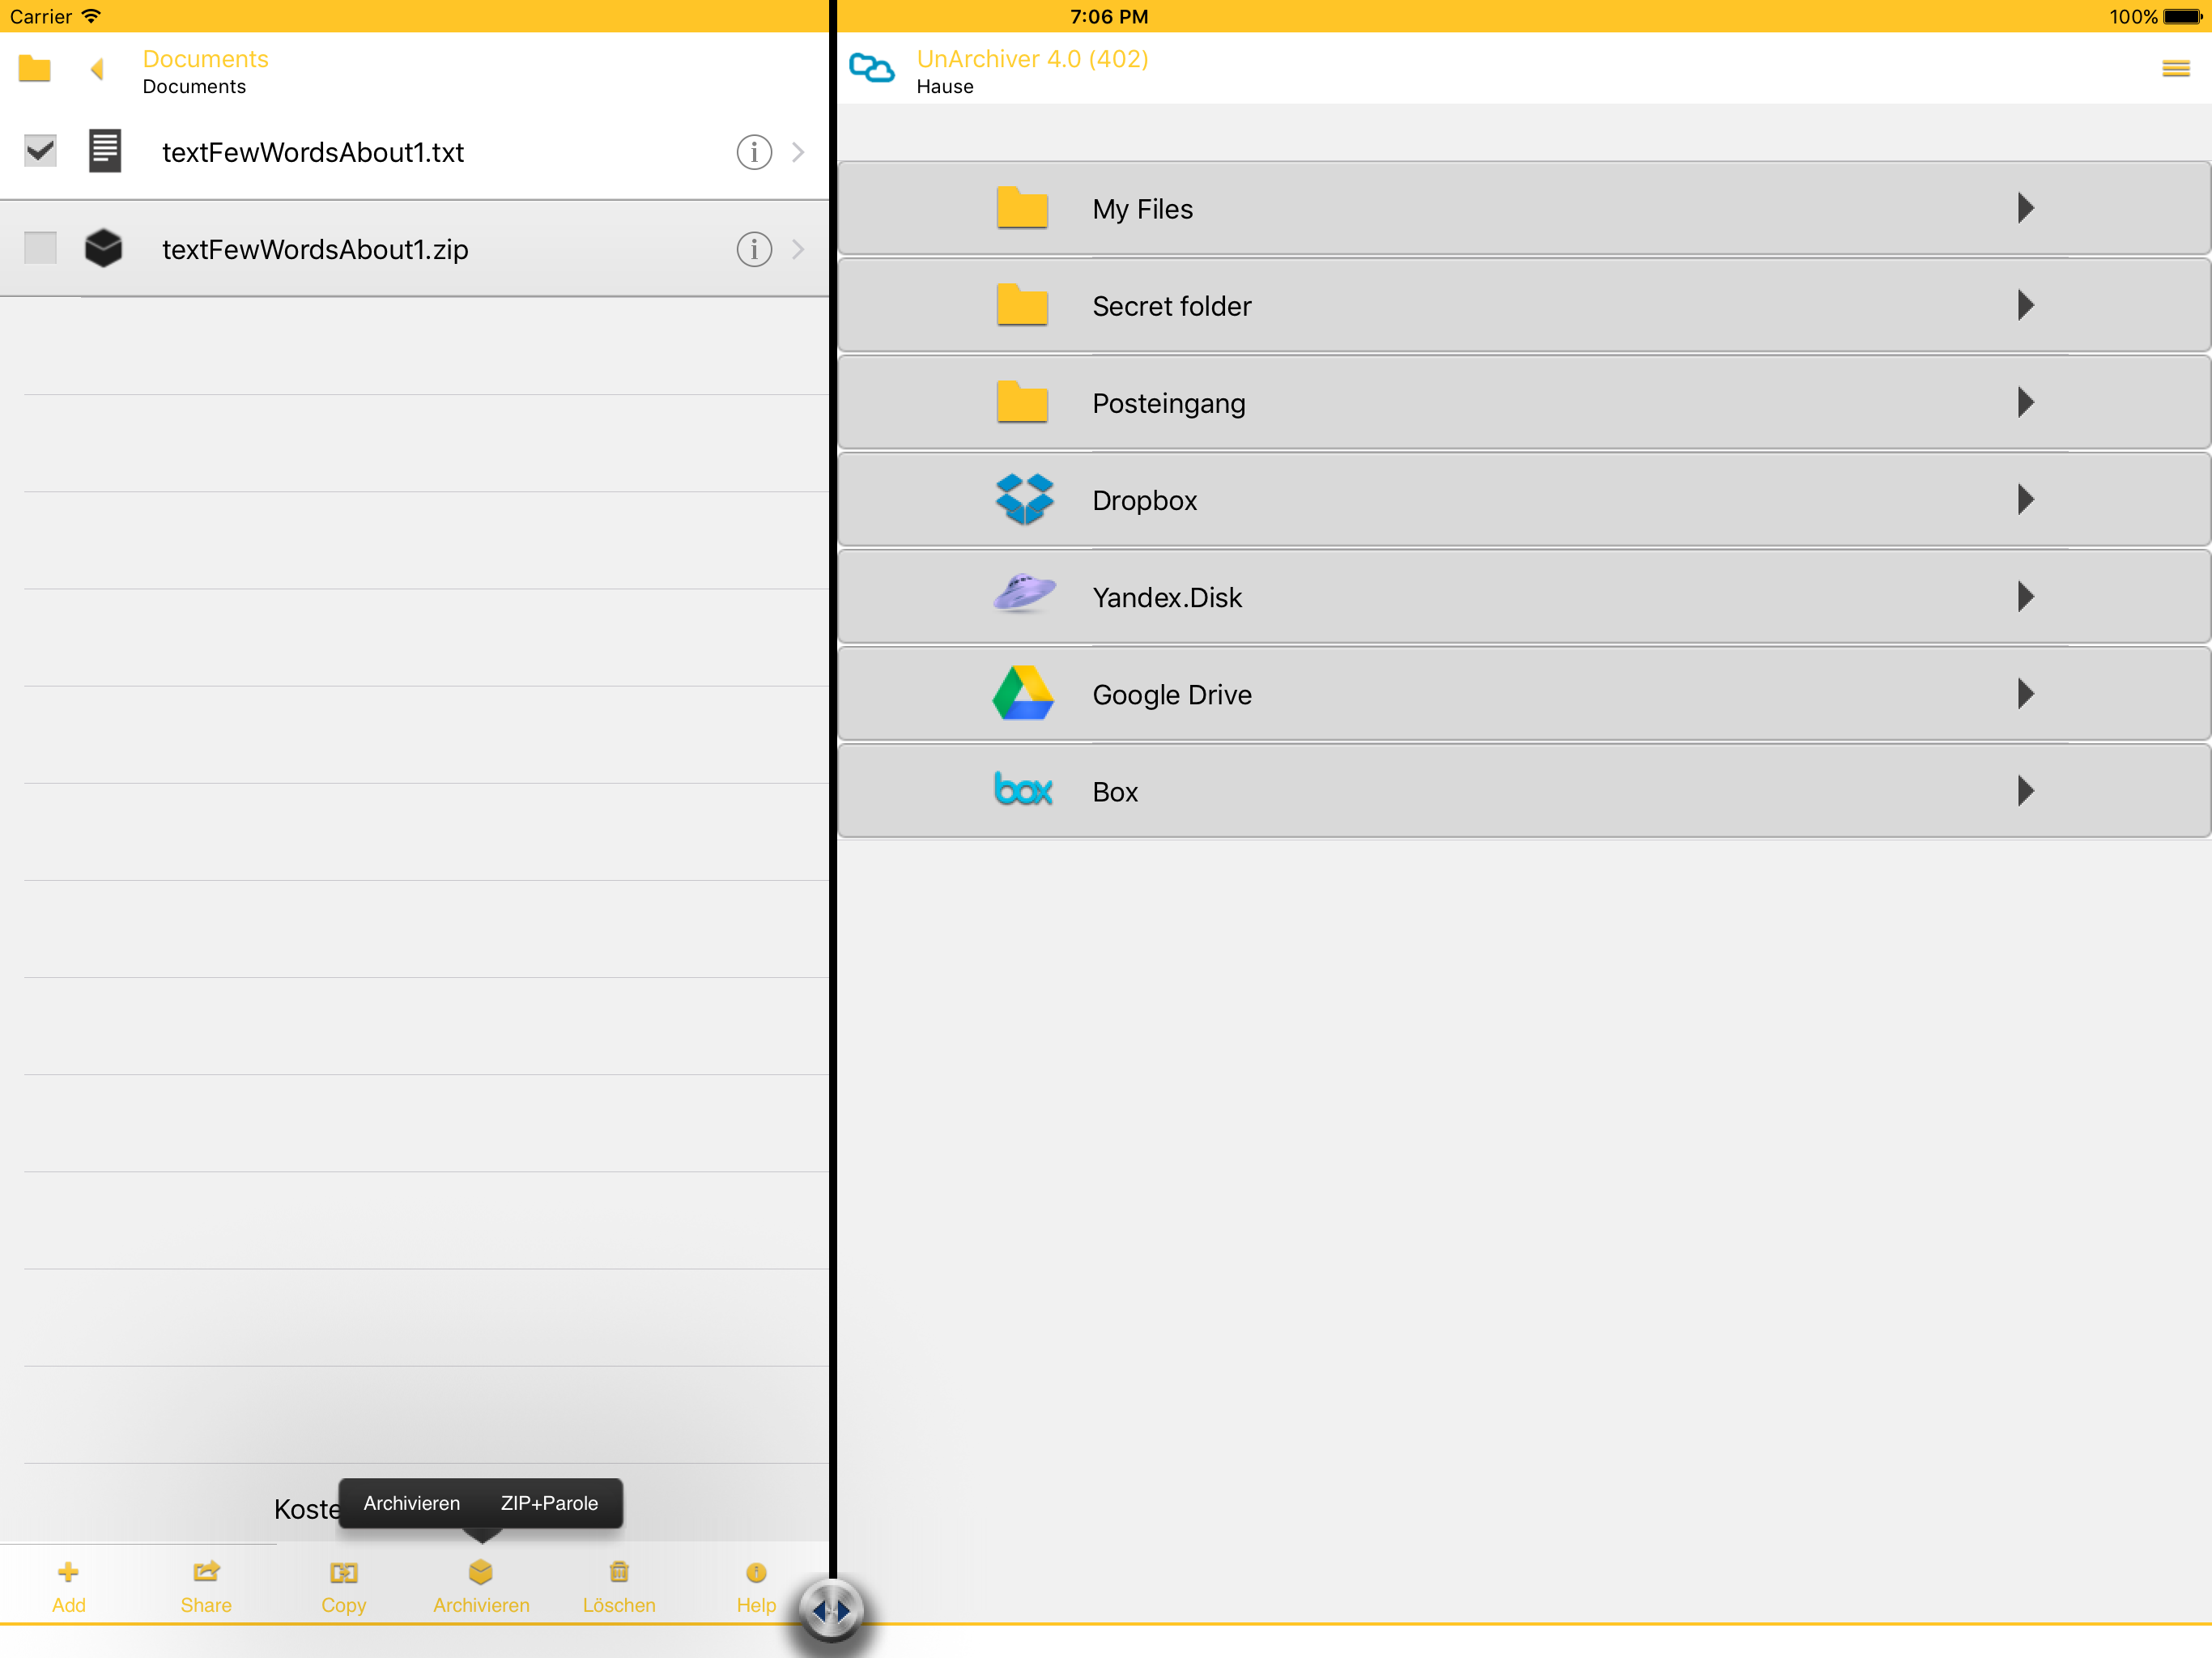 Carrier
7:06 PM
100%
Documents
Documents
textFewWordsAbout1.txt
textFewWordsAbout1.zip
Archivieren ZIP+Parole
Add
Share
Copy
Archivieren
Löschen
Help
UnArchiver 4.0 (402)
Hause
My Files
Secret folder
Posteingang
Dropbox
Yandex.Disk
Google Drive
box Box